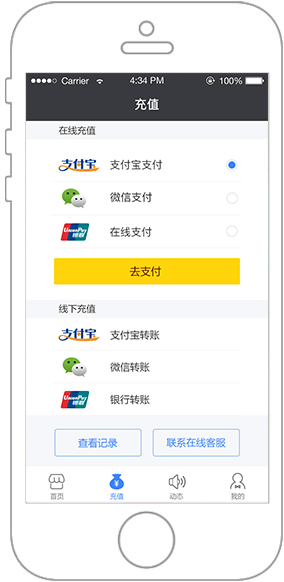 Carrier 4:34 PM 100%
充值
在线充值
支付宝 支付宝支付
微信支付
UnionPay 银联 在线支付
去支付
线下充值
支付宝 支付宝转账
微信转账
UnionPay 银联 银行转账
查看记录 联系在线客服
首页 充值 动态 我的